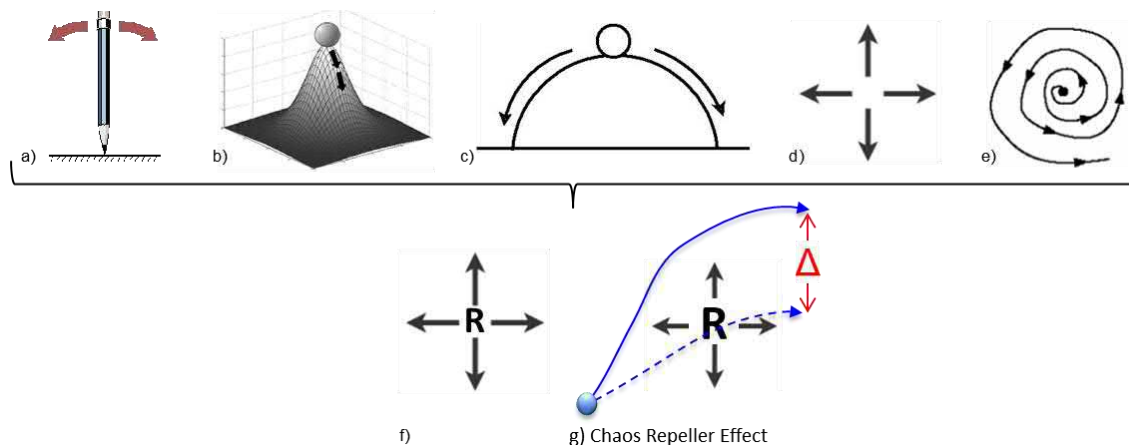 a)
b)
c)
d)
e)
R
R
Δ
f)
g) Chaos Repeller Effect